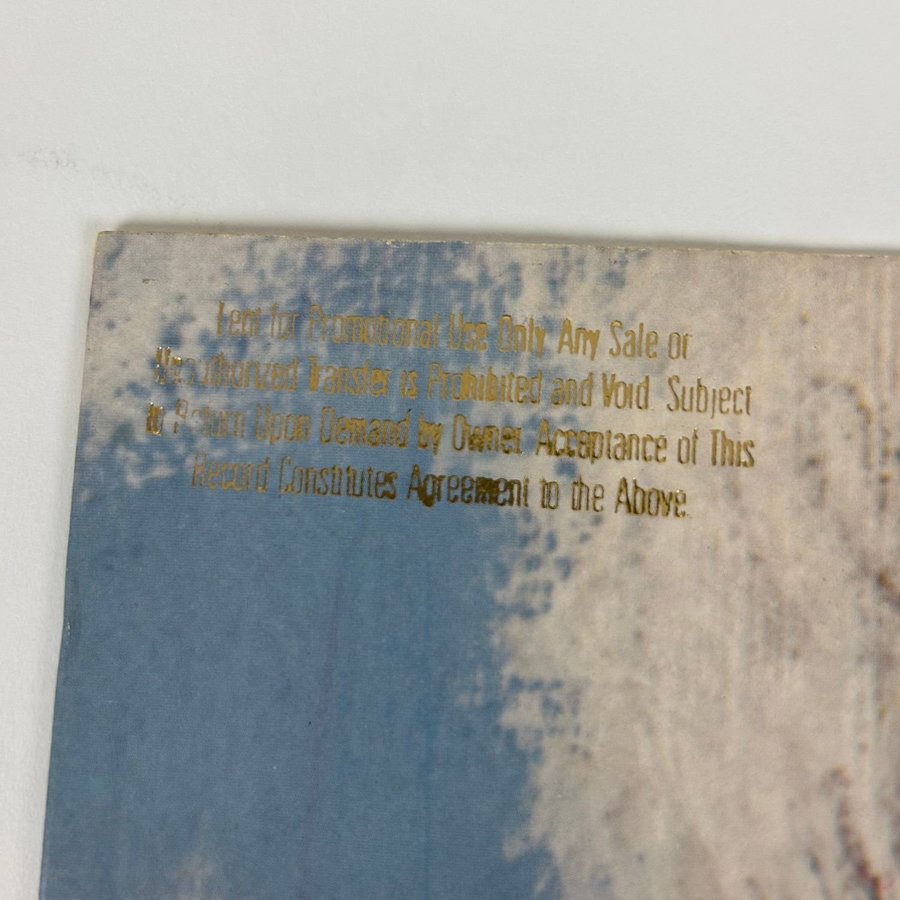 Lent for Promotional Use Only. Any Sale or
Unauthorized Transfer is Prohibited and Void. Subject
to Return Upon Demand by Owner. Acceptance of This
Record Constitutes Agreement to the Above.